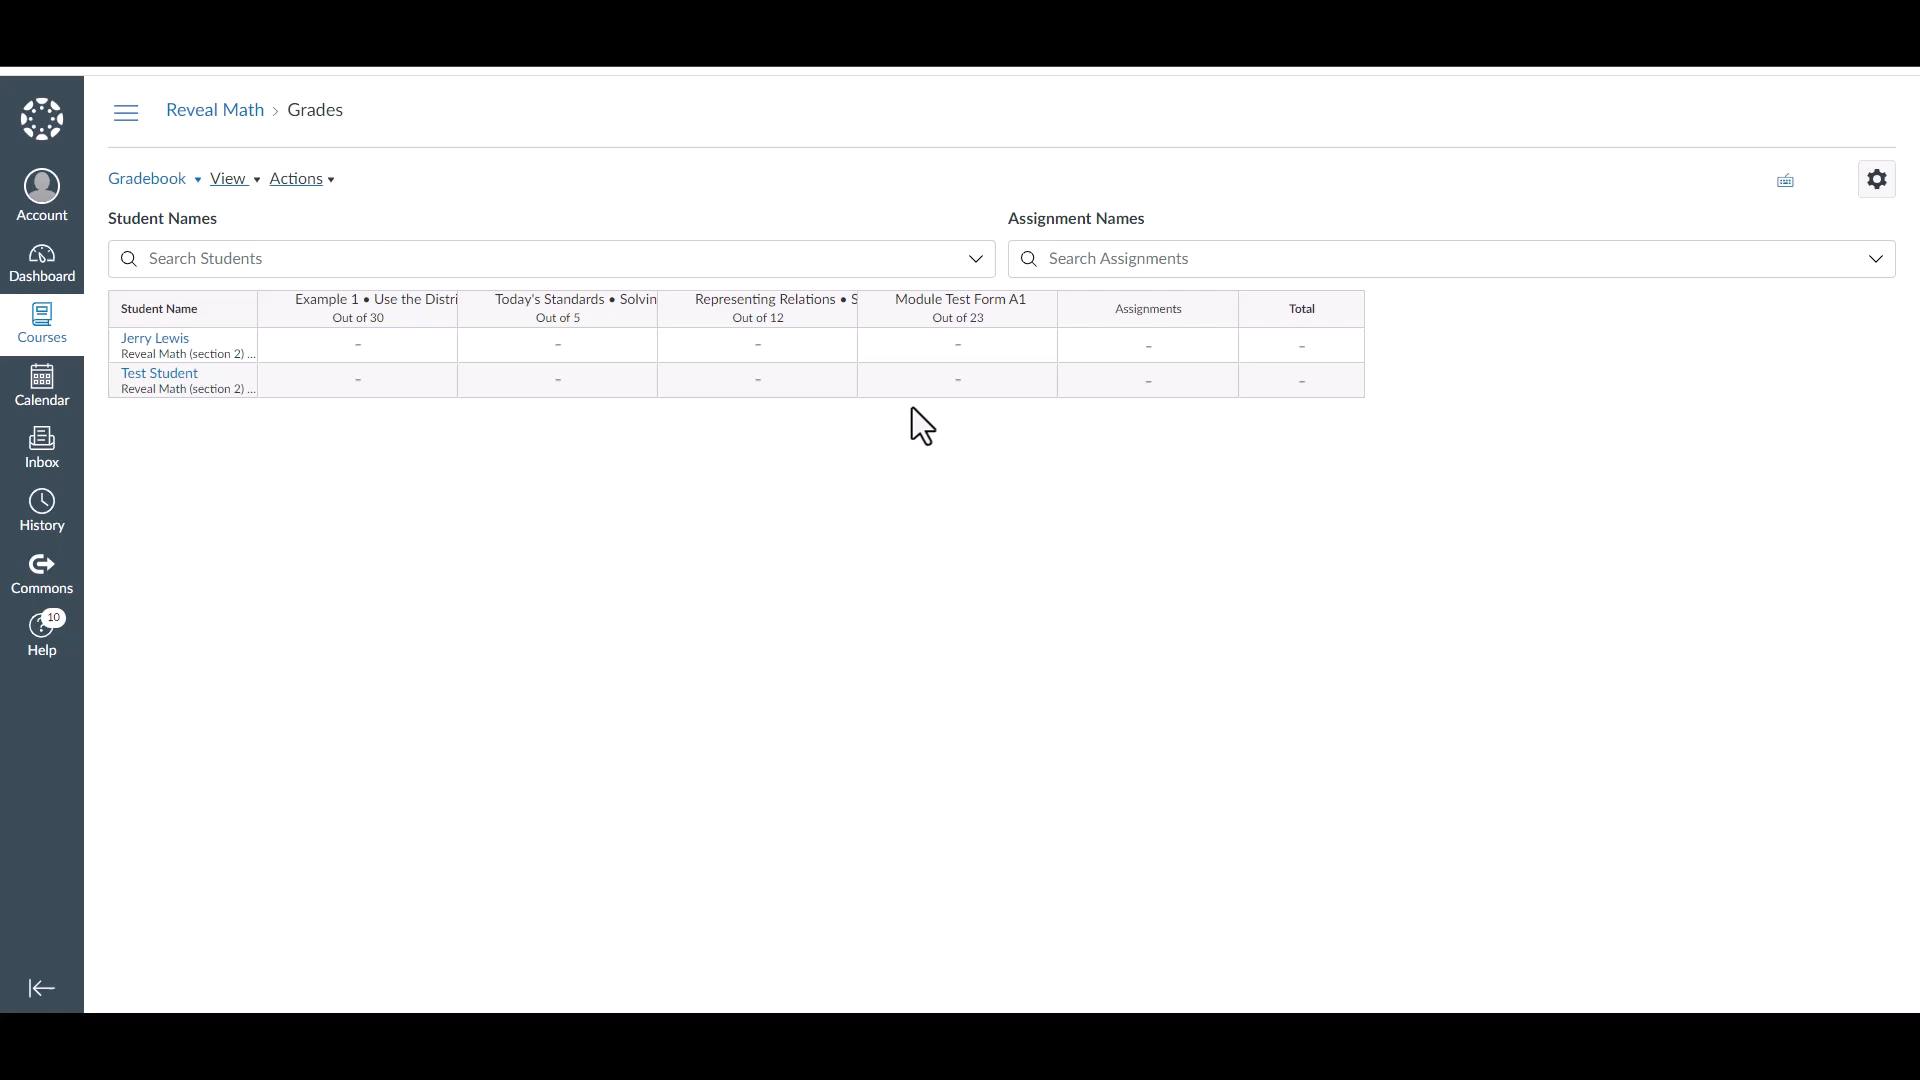 Reveal Math › Grades
Gradebook View Actions
Student Names
Assignment Names
Search Students
Search Assignments
Student Name
Example 1 • Use the Distri
Out of 30
Today's Standards • Solvin
Out of 5
Representing Relations • S
Out of 12
Module Test Form A1
Out of 23
Assignments
Total
Jerry Lewis
Reveal Math (section 2) ...
– – – – – –
Test Student
Reveal Math (section 2) ...
– – – – – –
Account
Dashboard
Courses
Calendar
Inbox
History
Commons
10
Help